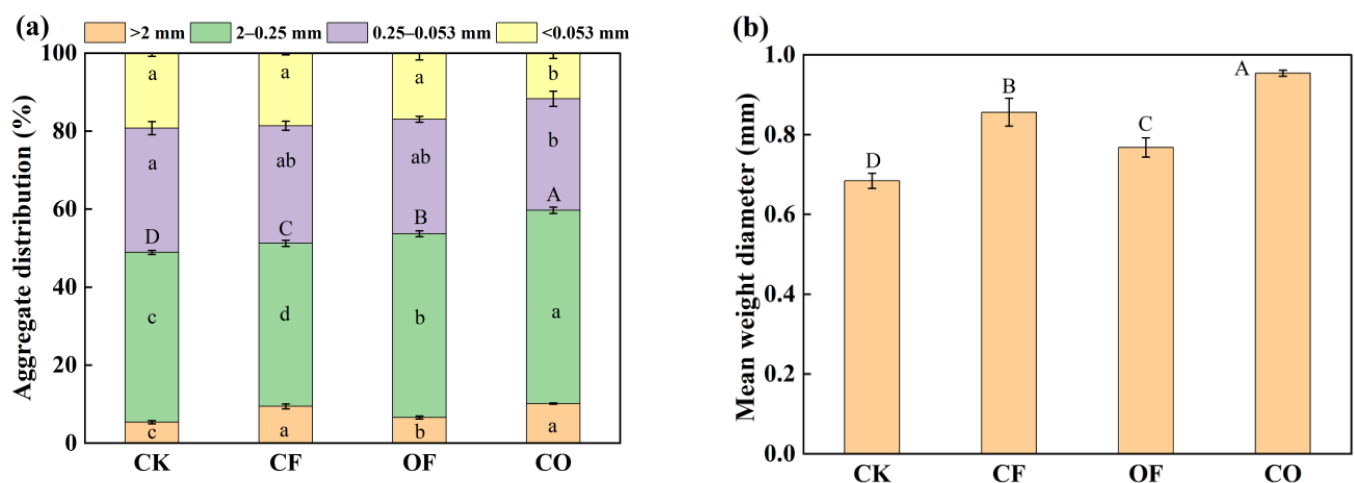 (a)
>2 mm 2–0.25 mm 0.25–0.053 mm <0.053 mm
Aggregate distribution (%)
100
80
60
40
20
0
a a a b
a ab ab b
D C B A
c d b a
c a b a
CK CF OF CO
(b)
Mean weight diameter (mm)
1.0
0.8
0.6
0.4
0.2
0.0
D B C A
CK CF OF CO